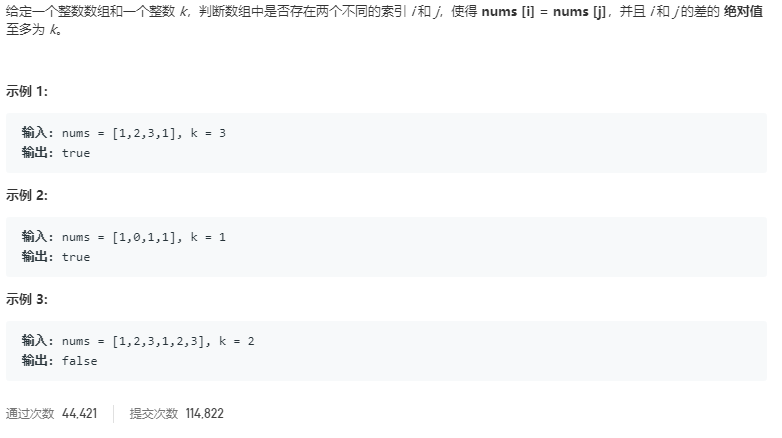 给定一个整数数组和一个整数 k，判断数组中是否存在两个不同的索引 i 和 j，使得 nums [i] = nums [j]，并且 i 和 j 的差的 绝对值
至多为 k。
示例 1:
输入: nums = [1,2,3,1], k = 3
输出: true
示例 2:
输入: nums = [1,0,1,1], k = 1
输出: true
示例 3:
输入: nums = [1,2,3,1,2,3], k = 2
输出: false
通过次数 44,421 提交次数 114,822